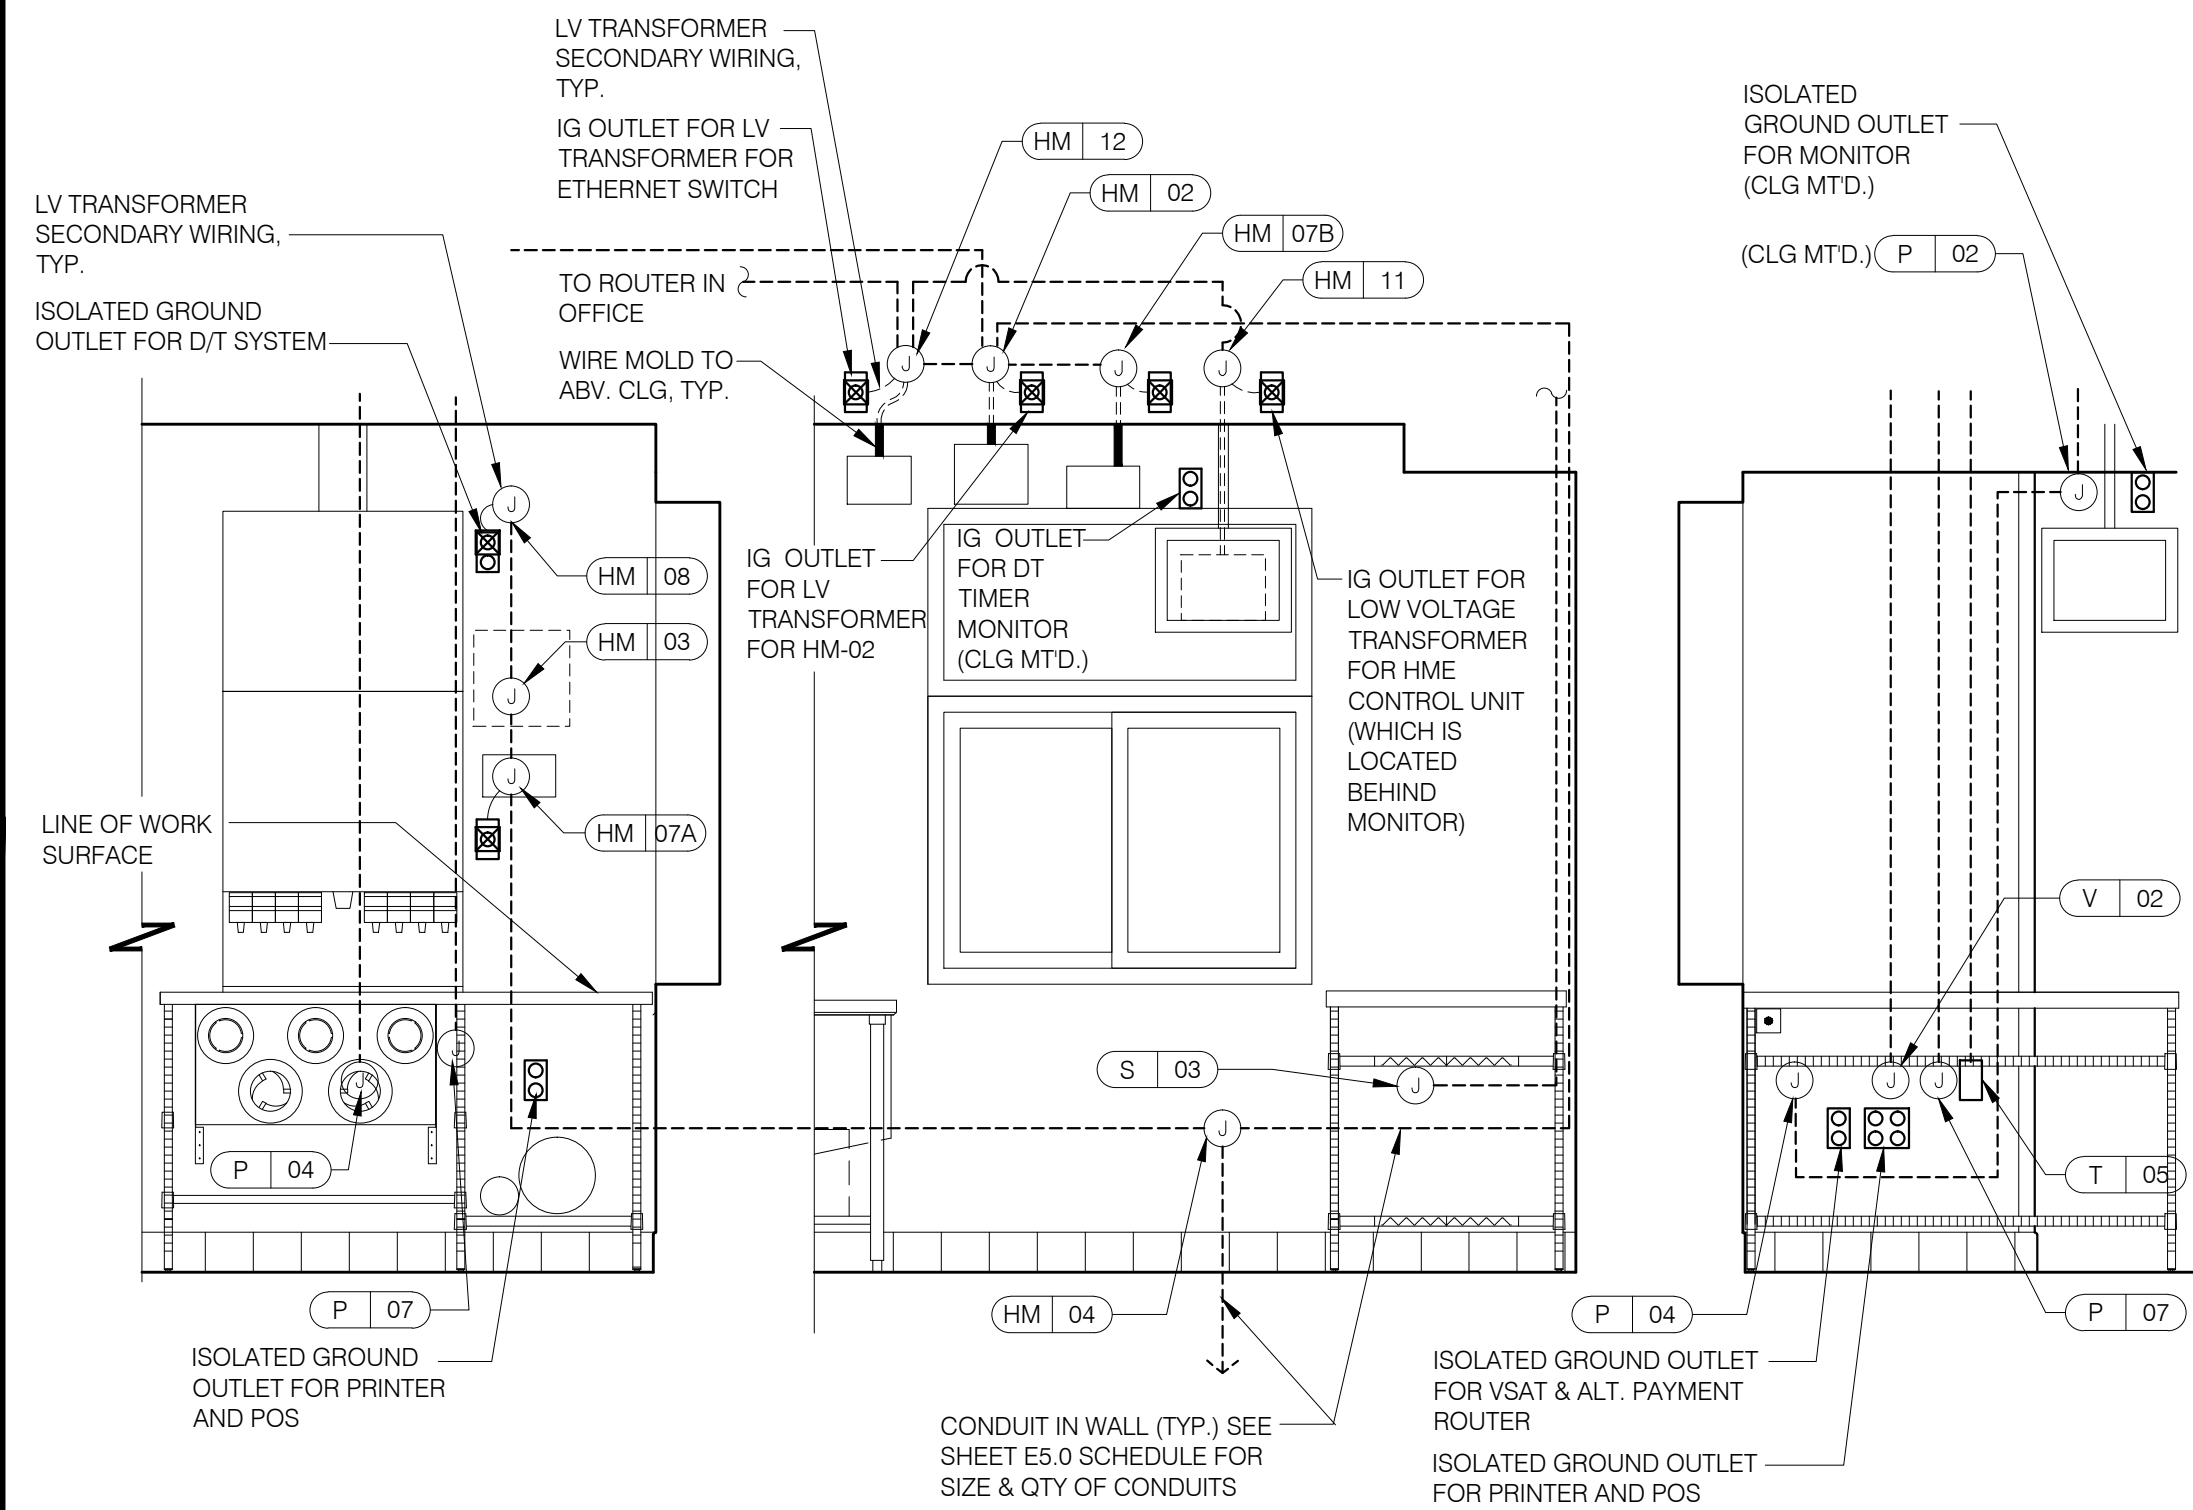 LV TRANSFORMER
SECONDARY WIRING,
TYP.
IG OUTLET FOR LV
TRANSFORMER FOR
ETHERNET SWITCH
HM 12
HM 02
HM 07B
HM 11
ISOLATED
GROUND OUTLET
FOR MONITOR
(CLG MT'D.)
(CLG MT'D.) P 02
LV TRANSFORMER
SECONDARY WIRING,
TYP.
ISOLATED GROUND
OUTLET FOR D/T SYSTEM
TO ROUTER IN
OFFICE
WIRE MOLD TO
ABV. CLG, TYP.
J
J
J
J
J
J
HM 08
HM 03
J
J
HM 07A
IG OUTLET
FOR LV
TRANSFORMER
FOR HM-02
IG OUTLET
FOR DT
TIMER
MONITOR
(CLG MT'D.)
IG OUTLET FOR
LOW VOLTAGE
TRANSFORMER
FOR HME
CONTROL UNIT
(WHICH IS
LOCATED
BEHIND
MONITOR)
LINE OF WORK
SURFACE
V 02
J
J
P 04
S 03
J
J
J
J
J
T 05
P 07
HM 04
P 04
P 07
ISOLATED GROUND
OUTLET FOR PRINTER
AND POS
CONDUIT IN WALL (TYP.) SEE
SHEET E5.0 SCHEDULE FOR
SIZE & QTY OF CONDUITS
ISOLATED GROUND OUTLET
FOR VSAT & ALT. PAYMENT
ROUTER
ISOLATED GROUND OUTLET
FOR PRINTER AND POS